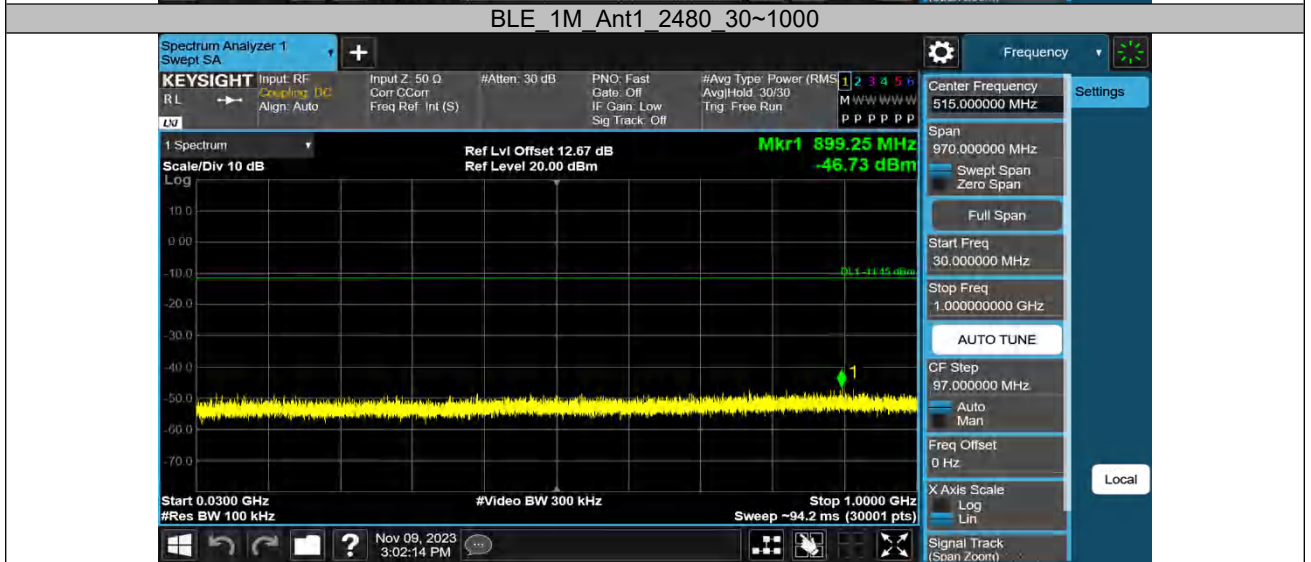 BLE_1M_Ant1_2480_30~1000
Spectrum Analyzer 1
Swept SA
+
Frequency
KEYSIGHT
RL
LXI
Input: RF
Coupling: DC
Align: Auto
Input Z: 50 Ω
Corr CCorr
Freq Ref: Int (S)
#Atten: 30 dB
PNO: Fast
Gate: Off
IF Gain: Low
Sig Track: Off
#Avg Type: Power (RMS
Avg|Hold: 30/30
Trig: Free Run
1 2 3 4 5 6
M W W W W W
P P P P P P
Center Frequency
515.000000 MHz
Settings
1 Spectrum
Scale/Div 10 dB
Log
Ref Lvl Offset 12.67 dB
Ref Level 20.00 dBm
Mkr1 899.25 MHz
-46.73 dBm
Span
970.000000 MHz
Swept Span
Zero Span
Full Span
Start Freq
30.000000 MHz
Stop Freq
1.000000000 GHz
AUTO TUNE
CF Step
97.000000 MHz
Auto
Man
Freq Offset
0 Hz
X Axis Scale
Log
Lin
Signal Track
(Span Zoom)
Local
10.0
0.00
-10.0
-20.0
-30.0
-40.0
-50.0
-60.0
-70.0
DL1 -11.45 dBm
1
Start 0.0300 GHz
#Res BW 100 kHz
#Video BW 300 kHz
Stop 1.0000 GHz
Sweep ~94.2 ms (30001 pts)
?
Nov 09, 2023
3:02:14 PM